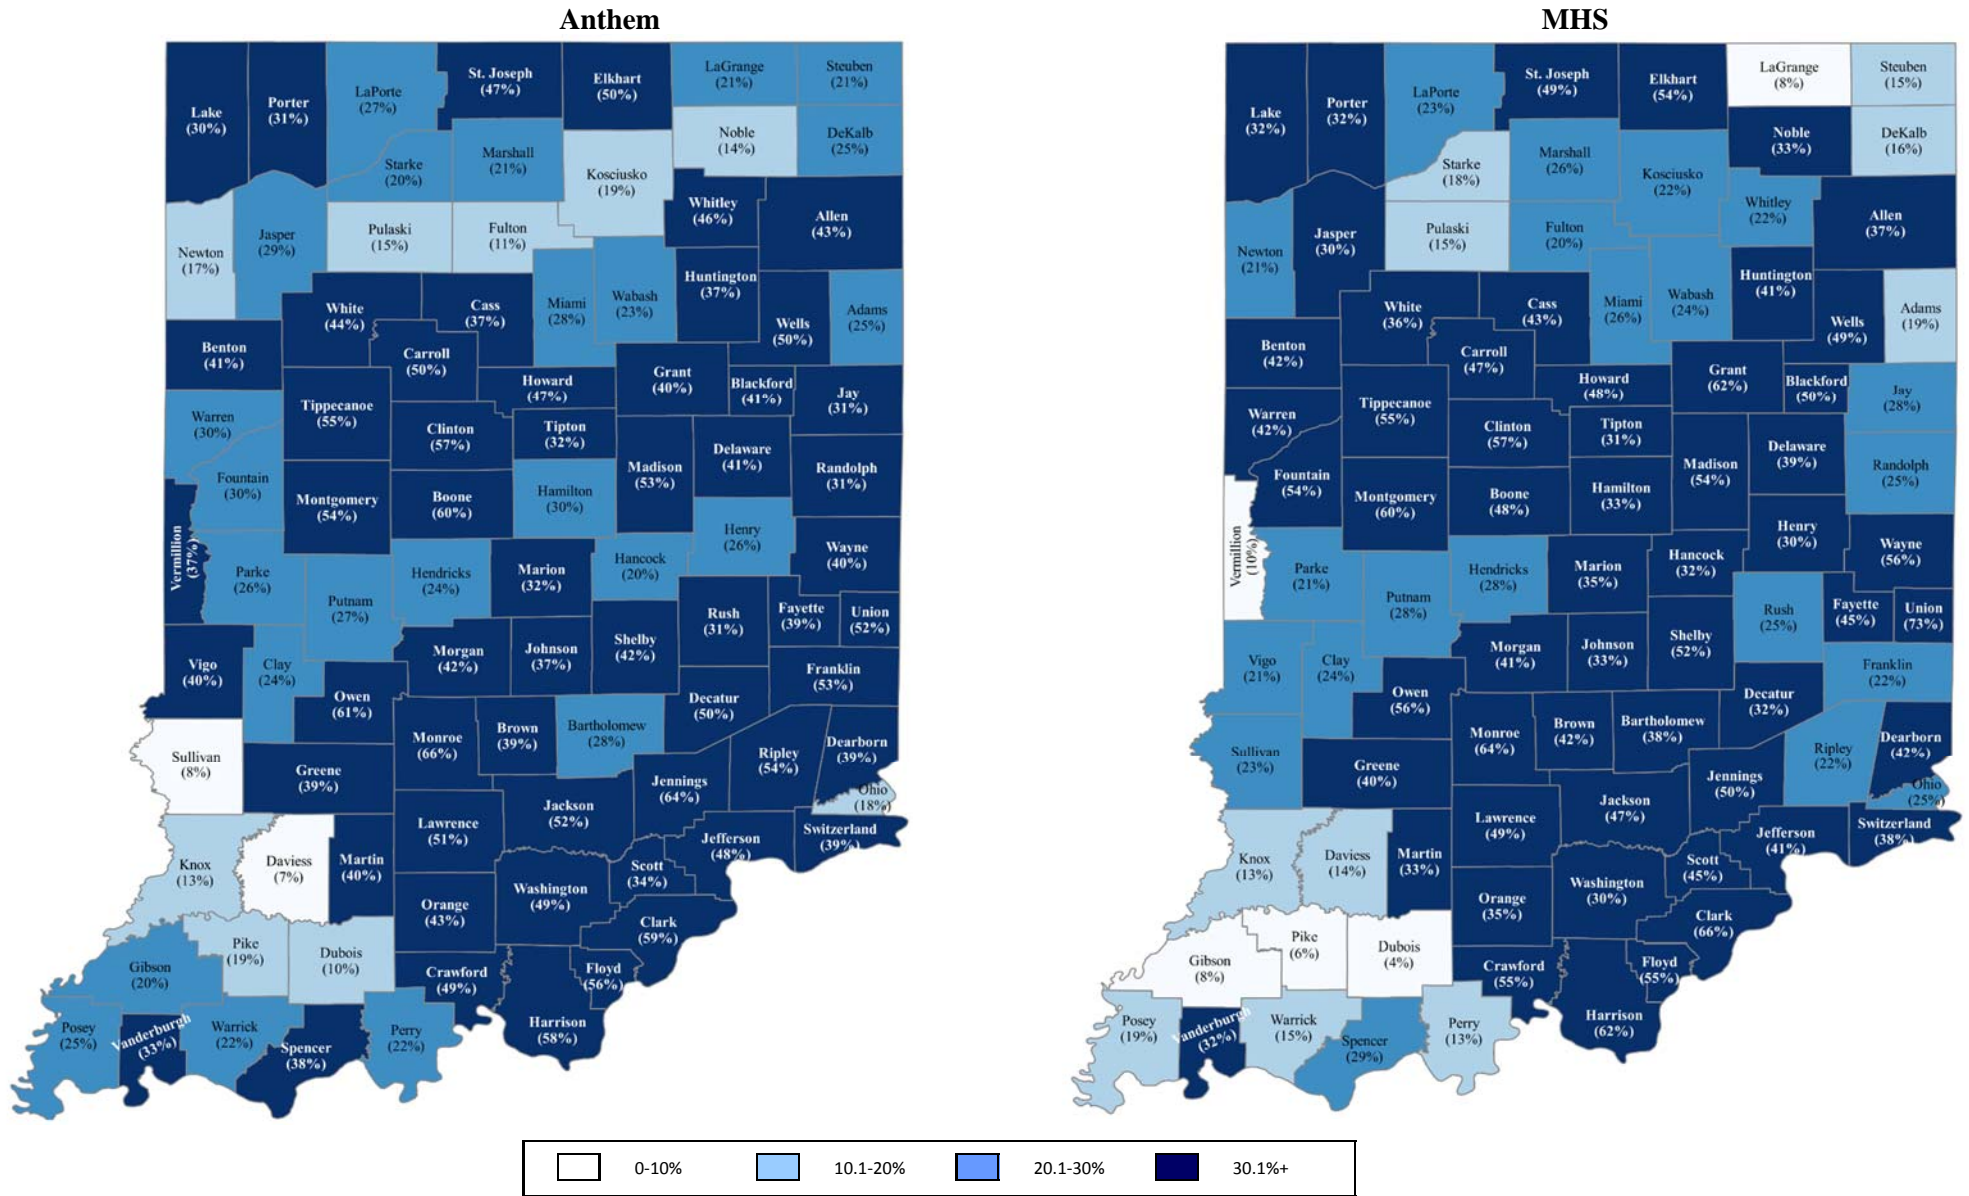 Anthem
Lake
(30%)
Porter
(31%)
LaPorte
(27%)
St. Joseph
(47%)
Elkhart
(50%)
LaGrange
(21%)
Steuben
(21%)
Noble
(14%)
DeKalb
(25%)
Starke
(20%)
Marshall
(21%)
Kosciusko
(19%)
Whitley
(46%)
Allen
(43%)
Newton
(17%)
Jasper
(29%)
Pulaski
(15%)
Fulton
(11%)
White
(44%)
Cass
(37%)
Miami
(28%)
Wabash
(23%)
Huntington
(37%)
Wells
(50%)
Adams
(25%)
Benton
(41%)
Carroll
(50%)
Howard
(47%)
Grant
(40%)
Blackford
(41%)
Jay
(31%)
Warren
(30%)
Tippecanoe
(55%)
Clinton
(57%)
Tipton
(32%)
Madison
(53%)
Delaware
(41%)
Randolph
(31%)
Fountain
(30%)
Montgomery
(54%)
Boone
(60%)
Hamilton
(30%)
Henry
(26%)
Wayne
(40%)
Vermillion
(37%)
Parke
(26%)
Putnam
(27%)
Hendricks
(24%)
Marion
(32%)
Hancock
(20%)
Rush
(31%)
Fayette
(39%)
Union
(52%)
Vigo
(40%)
Clay
(24%)
Owen
(61%)
Morgan
(42%)
Johnson
(37%)
Shelby
(42%)
Franklin
(53%)
Decatur
(50%)
Sullivan
(8%)
Greene
(39%)
Monroe
(66%)
Brown
(39%)
Bartholomew
(28%)
Jennings
(64%)
Ripley
(54%)
Dearborn
(39%)
Ohio
(18%)
Knox
(13%)
Daviess
(7%)
Martin
(40%)
Lawrence
(51%)
Jackson
(52%)
Jefferson
(48%)
Switzerland
(39%)
Scott
(34%)
Orange
(43%)
Washington
(49%)
Clark
(59%)
Pike
(19%)
Dubois
(10%)
Gibson
(20%)
Crawford
(49%)
Floyd
(56%)
Harrison
(58%)
Posey
(25%)
Vanderburgh
(33%)
Warrick
(22%)
Spencer
(38%)
Perry
(22%)
MHS
Lake
(32%)
Porter
(32%)
LaPorte
(23%)
St. Joseph
(49%)
Elkhart
(54%)
LaGrange
(8%)
Steuben
(15%)
Noble
(33%)
DeKalb
(16%)
Starke
(18%)
Marshall
(26%)
Kosciusko
(22%)
Whitley
(22%)
Allen
(37%)
Newton
(21%)
Jasper
(30%)
Pulaski
(15%)
Fulton
(20%)
White
(36%)
Cass
(43%)
Miami
(26%)
Wabash
(24%)
Huntington
(41%)
Wells
(49%)
Adams
(19%)
Benton
(42%)
Carroll
(47%)
Howard
(48%)
Grant
(62%)
Blackford
(50%)
Jay
(28%)
Warren
(42%)
Tippecanoe
(55%)
Clinton
(57%)
Tipton
(31%)
Madison
(54%)
Delaware
(39%)
Randolph
(25%)
Fountain
(54%)
Montgomery
(60%)
Boone
(48%)
Hamilton
(33%)
Henry
(30%)
Wayne
(56%)
Vermillion
(10%)
Parke
(21%)
Putnam
(28%)
Hendricks
(28%)
Marion
(35%)
Hancock
(32%)
Rush
(25%)
Fayette
(45%)
Union
(73%)
Vigo
(21%)
Clay
(24%)
Owen
(56%)
Morgan
(41%)
Johnson
(33%)
Shelby
(52%)
Franklin
(22%)
Decatur
(32%)
Sullivan
(23%)
Greene
(40%)
Monroe
(64%)
Brown
(42%)
Bartholomew
(38%)
Jennings
(50%)
Ripley
(22%)
Dearborn
(42%)
Ohio
(25%)
Knox
(13%)
Daviess
(14%)
Martin
(33%)
Lawrence
(49%)
Jackson
(47%)
Jefferson
(41%)
Switzerland
(38%)
Scott
(45%)
Orange
(35%)
Washington
(30%)
Clark
(66%)
Pike
(6%)
Dubois
(4%)
Gibson
(8%)
Crawford
(55%)
Floyd
(55%)
Harrison
(62%)
Posey
(19%)
Vanderburgh
(32%)
Warrick
(15%)
Spencer
(29%)
Perry
(13%)
0-10%
10.1-20%
20.1-30%
30.1%+